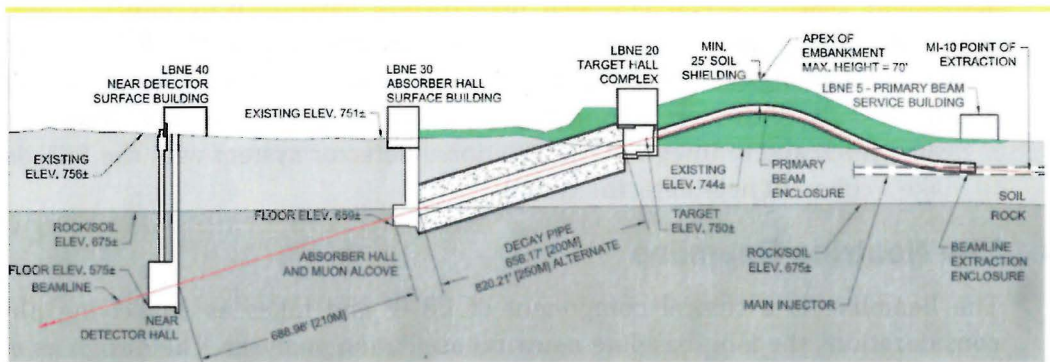 LBNE 40
NEAR DETECTOR
SURFACE BUILDING
LBNE 30
ABSORBER HALL
SURFACE BUILDING
LBNE 20
TARGET HALL
COMPLEX
MIN.
25' SOIL
SHIELDING
APEX OF
EMBANKMENT
MAX. HEIGHT = 70'
MI-10 POINT OF
EXTRACTION
LBNE 5 - PRIMARY BEAM
SERVICE BUILDING
EXISTING ELEV. 751±
EXISTING
ELEV. 756±
EXISTING
ELEV. 744±
PRIMARY
BEAM
ENCLOSURE
SOIL
ROCK
ROCK/SOIL
ELEV. 675±
FLOOR ELEV. 659±
TARGET
ELEV. 750±
DECAY PIPE
656.17' [200M]
820.21' [250M] ALTERNATE
ROCK/SOIL
ELEV. 675±
BEAMLINE
EXTRACTION
ENCLOSURE
FLOOR ELEV. 575±
BEAMLINE
ABSORBER HALL
AND MUON ALCOVE
MAIN INJECTOR
NEAR
DETECTOR HALL
688.98' [210M]